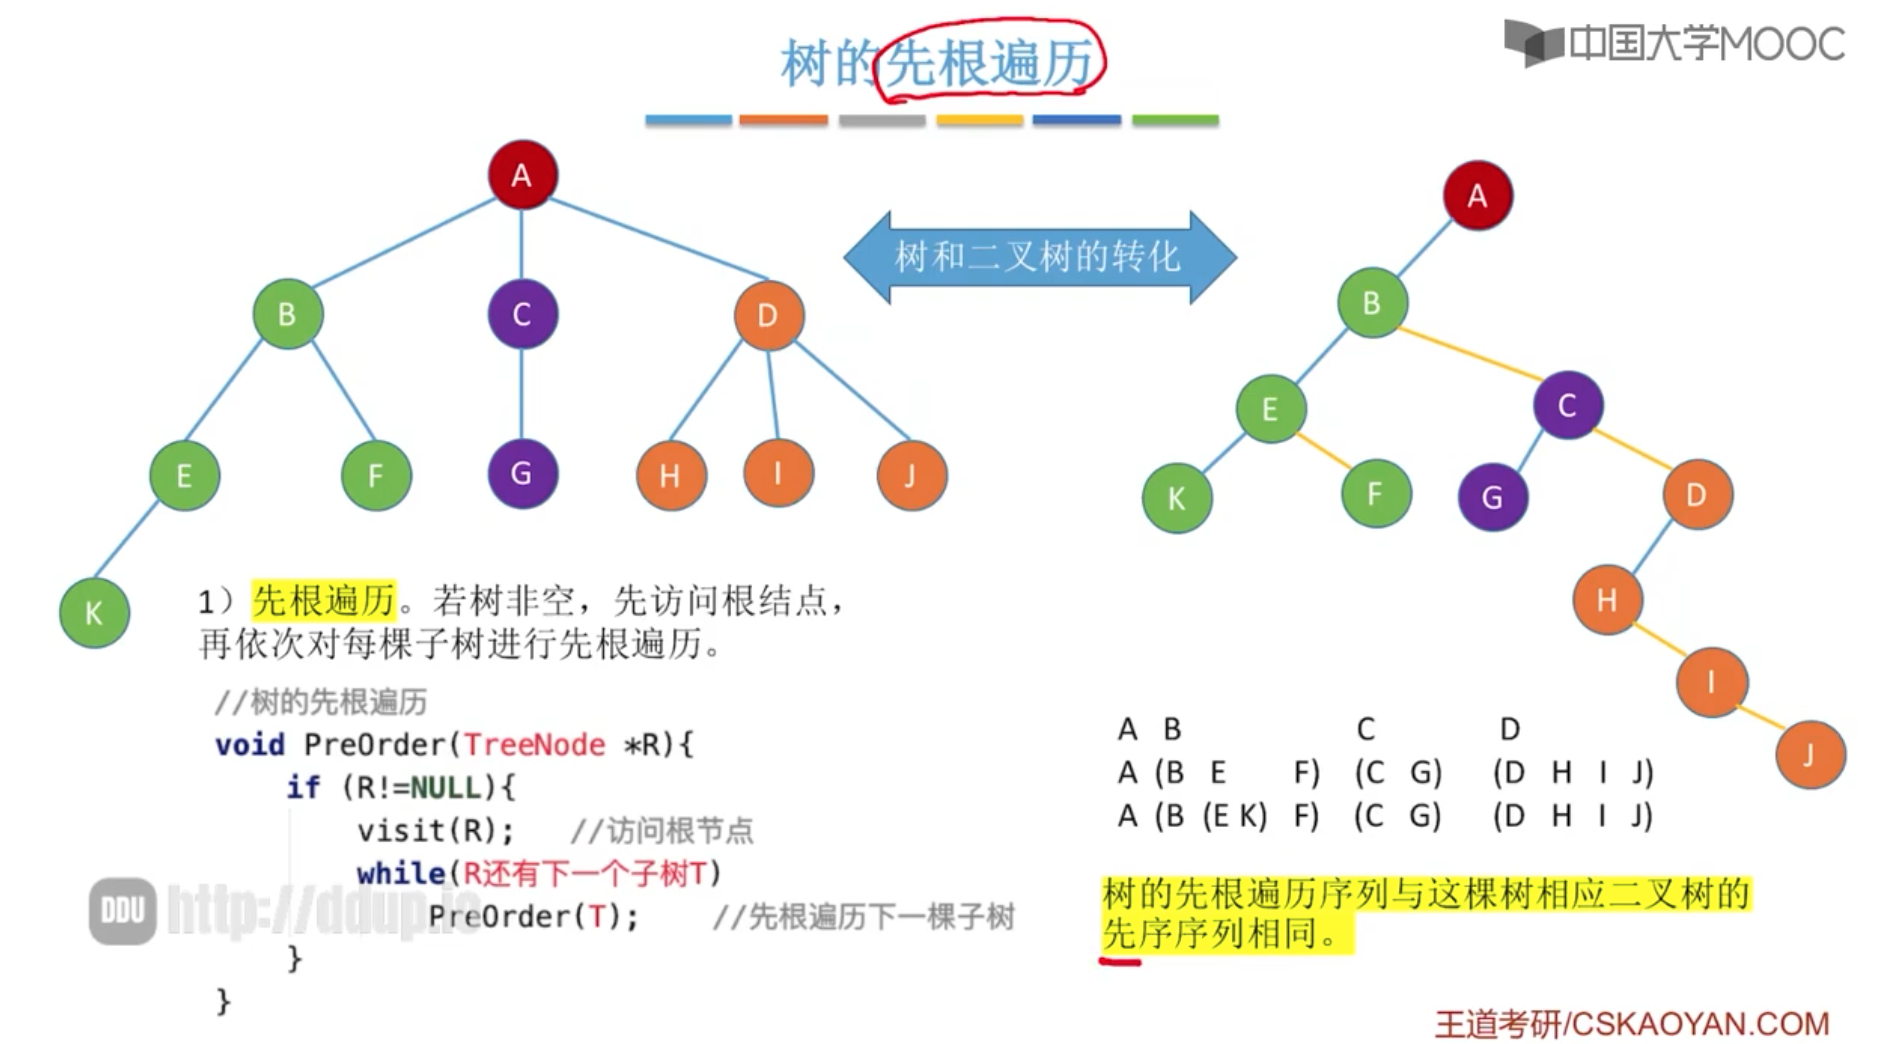 树的先根遍历
中国大学MOOC
A
B
C
D
E
F
G
H
I
J
K
树和二叉树的转化
A
B
E
C
K
F
G
D
H
I
J
1）先根遍历。若树非空，先访问根结点，
再依次对每棵子树进行先根遍历。
//树的先根遍历
void PreOrder(TreeNode *R){
if (R!=NULL){
visit(R); //访问根节点
while(R还有下一个子树T)
PreOrder(T); //先根遍历下一棵子树
}
}
A B C D
A (B E F) (C G) (D H I J)
A (B (E K) F) (C G) (D H I J)
树的先根遍历序列与这棵树相应二叉树的
先序序列相同。
DDU http://ddup.ie
王道考研/CSKAOYAN.COM